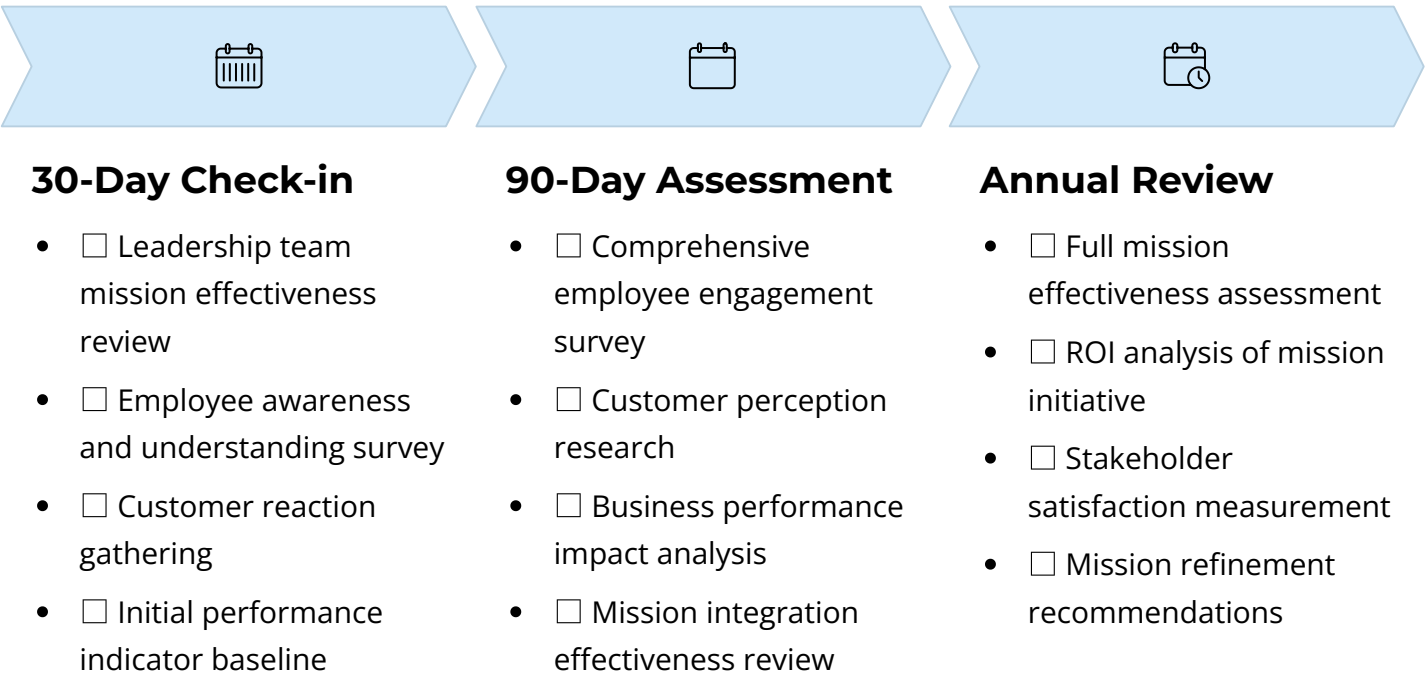 30-Day Check-in
• ☐ Leadership team
mission effectiveness
review
• ☐ Employee awareness
and understanding survey
• ☐ Customer reaction
gathering
• ☐ Initial performance
indicator baseline
90-Day Assessment
• ☐ Comprehensive
employee engagement
survey
• ☐ Customer perception
research
• ☐ Business performance
impact analysis
• ☐ Mission integration
effectiveness review
Annual Review
• ☐ Full mission
effectiveness assessment
• ☐ ROI analysis of mission
initiative
• ☐ Stakeholder
satisfaction measurement
• ☐ Mission refinement
recommendations